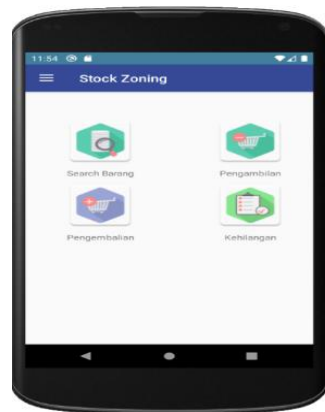 11:54
Stock Zoning
Search Barang
Pengambilan
Pengembalian
Kehilangan